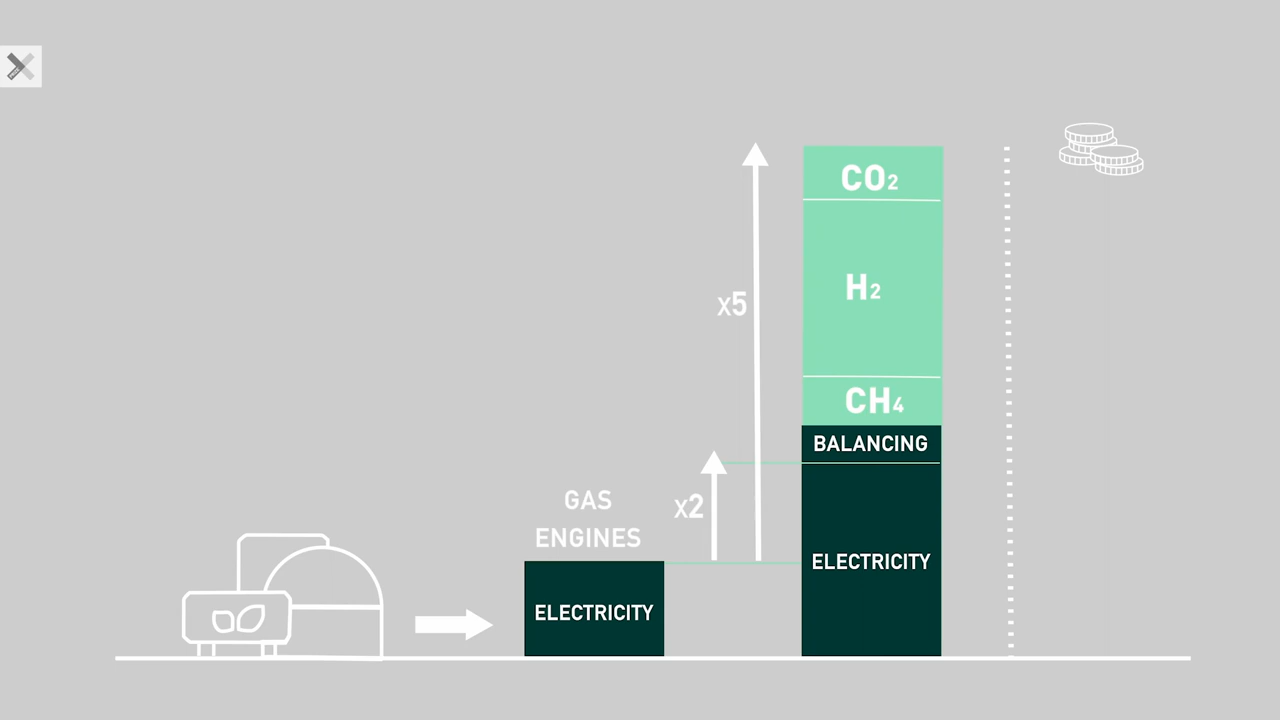 CO₂
x5
H₂
CH₄
BALANCING
x2
GAS
ENGINES
ELECTRICITY
ELECTRICITY